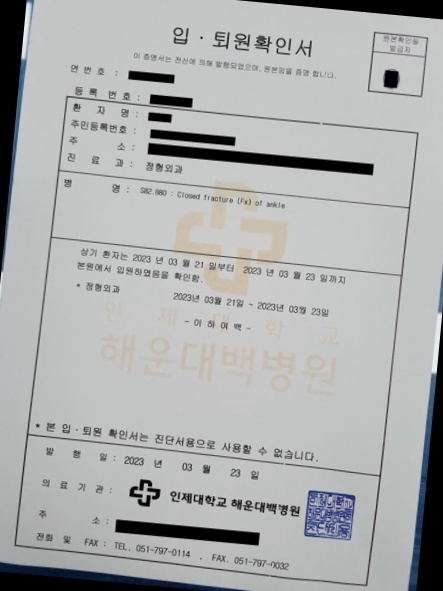 입 · 퇴원확인서
이 증명서는 전산에 의해 발행되었으며, 원본임을 증명 합니다.
원본확인필
발급자
연 번 호 :
등 록 번 호 :
환 자 명 :
주민등록번호 :
주 소 :
진 료 과 : 정형외과
병 명 : S82.880 : Closed fracture (Fx) of ankle
상기 환자는 2023 년 03 월 21 일부터 2023 년 03 월 23 일까지
본원에서 입원하였음을 확인함.
* 정형외과 2023년 03월 21일 - 2023년 03월 23일
- 이 하 여 백 -
인 제 대 학 교
해운대백병원
* 본 입 · 퇴원 확인서는 진단서용으로 사용할 수 없습니다.
발 행 일 : 2023 년 03 월 23 일
의 료 기 관 : 인제대학교 해운대백병원
주 소 :
전화 및 FAX : TEL. 051-797-0114 , FAX. 051-797-0032